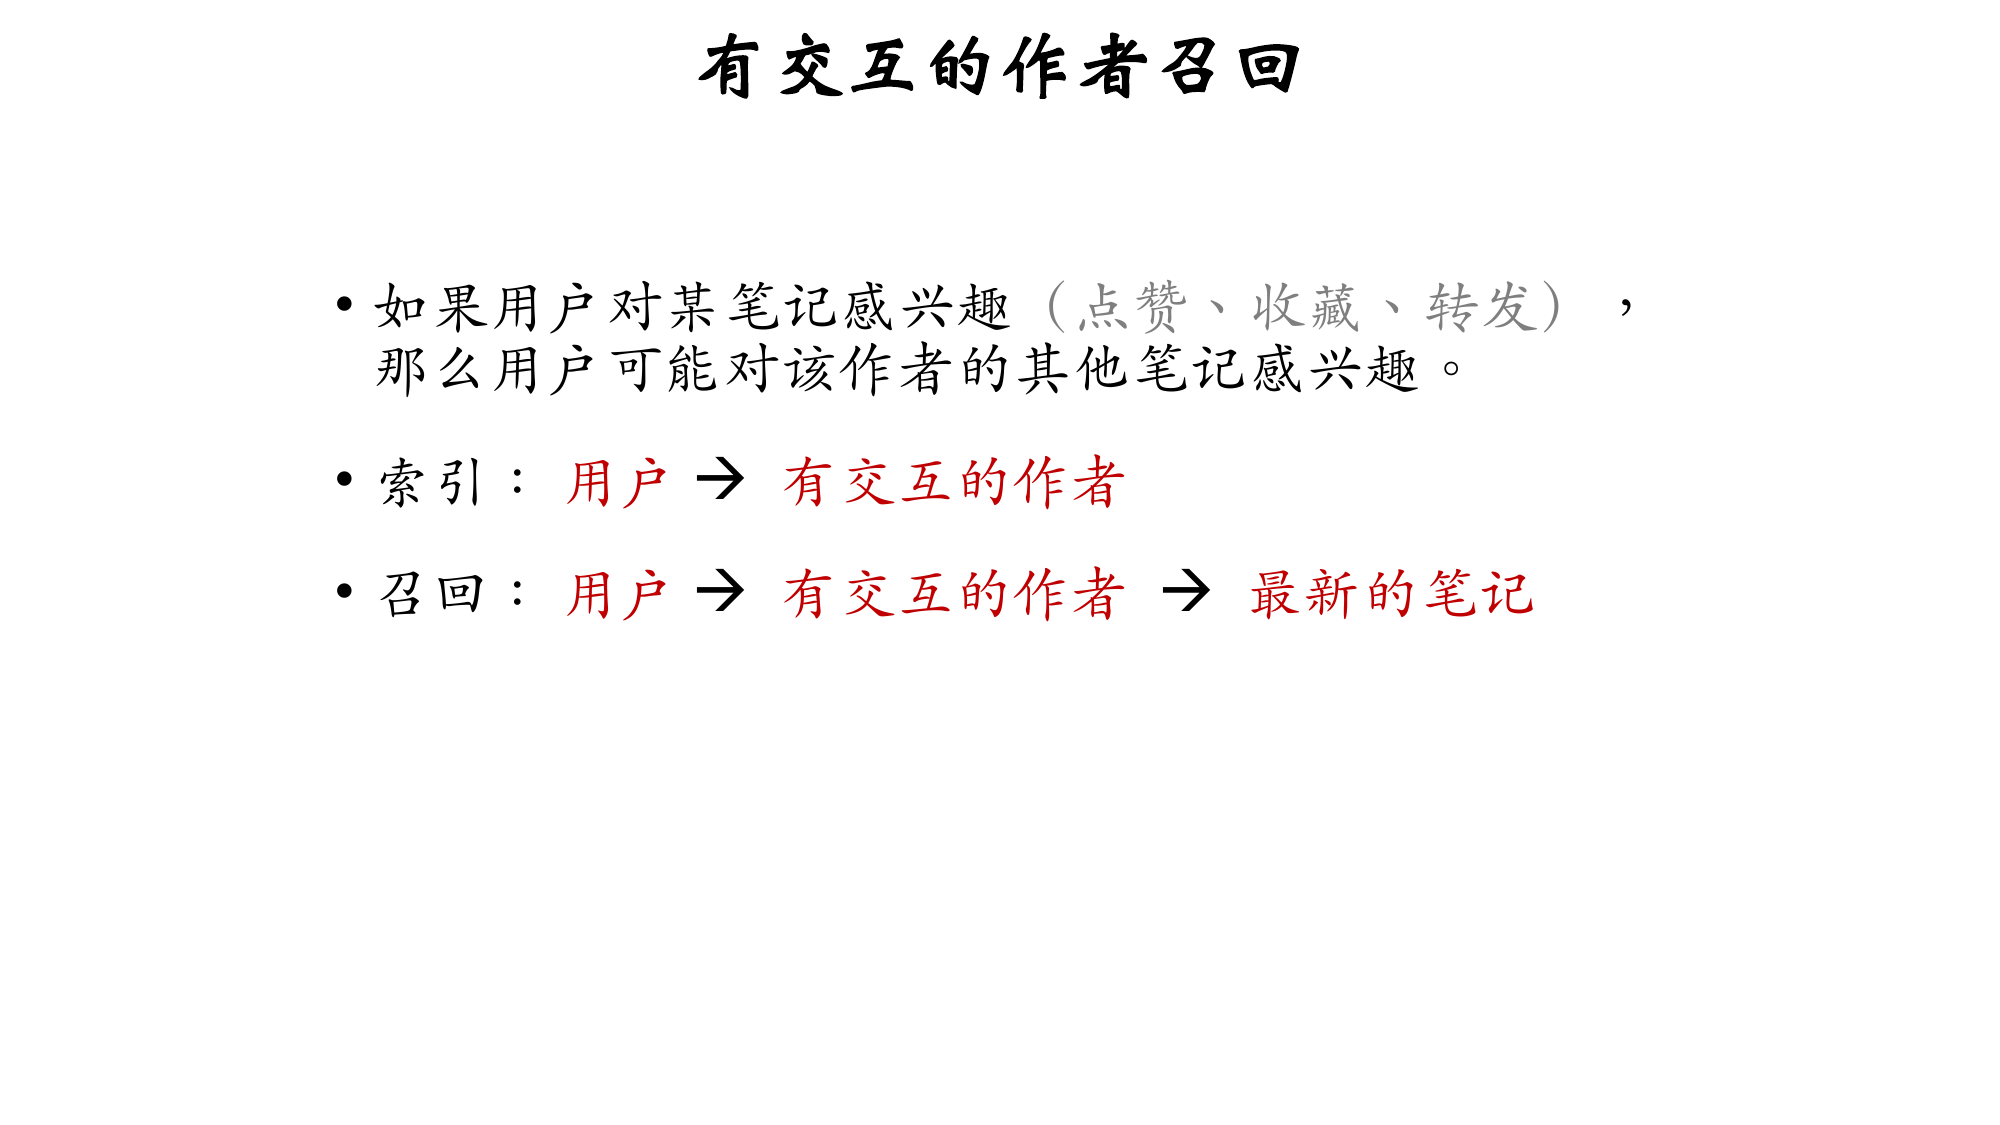 有交互的作者召回
• 如果用户对某笔记感兴趣（点赞、收藏、转发），
那么用户可能对该作者的其他笔记感兴趣。
• 索引：用户 → 有交互的作者
• 召回：用户 → 有交互的作者 → 最新的笔记